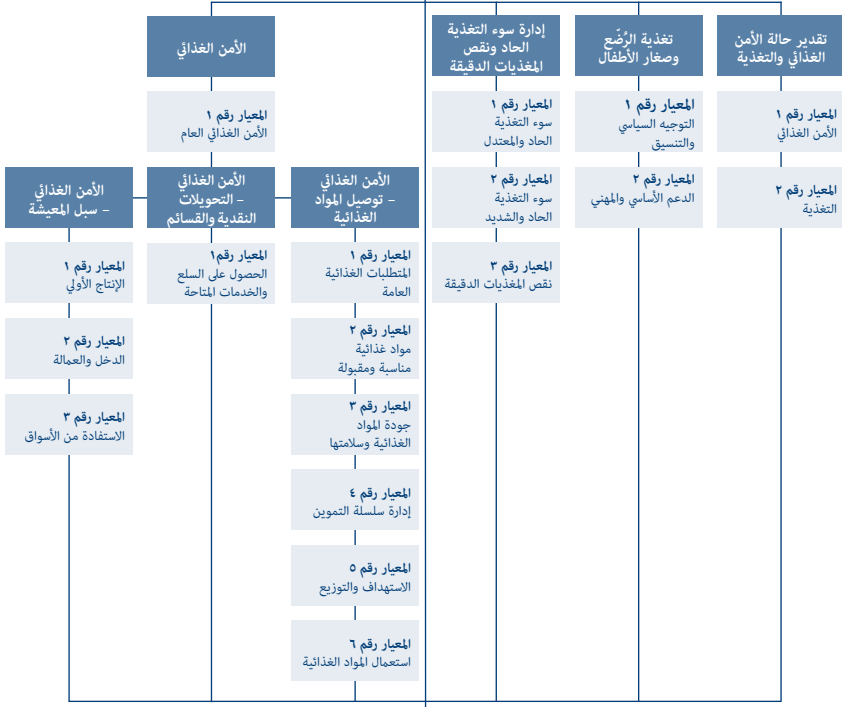 تقدير حالة الأمن
الغذائي والتغذية
المعيار رقم ١
الأمن الغذائي
المعيار رقم ٢
التغذية
تغذية الرُضّع
وصغار الأطفال
المعيار رقم ١
التوجيه السياسي
والتنسيق
المعيار رقم ٢
الدعم الأساسي والمهني
إدارة سوء التغذية
الحاد ونقص
المغذيات الدقيقة
المعيار رقم ١
سوء التغذية
الحاد والمعتدل
المعيار رقم ٢
سوء التغذية
الحاد والشديد
المعيار رقم ٣
نقص المغذيات الدقيقة
الأمن الغذائي
المعيار رقم ١
الأمن الغذائي العام
الأمن الغذائي
– توصيل المواد
الغذائية
المعيار رقم ١
المتطلبات الغذائية
العامة
المعيار رقم ٢
مواد غذائية
مناسبة ومقبولة
المعيار رقم ٣
جودة المواد
الغذائية وسلامتها
المعيار رقم ٤
إدارة سلسلة التموين
المعيار رقم ٥
الاستهداف والتوزيع
المعيار رقم ٦
استعمال المواد الغذائية
الأمن الغذائي
– التحويلات
النقدية والقسائم
المعيار رقم١
الحصول على السلع
والخدمات المتاحة
الأمن الغذائي
– سبل المعيشة
المعيار رقم ١
الإنتاج الأولي
المعيار رقم ٢
الدخل والعمالة
المعيار رقم ٣
الاستفادة من الأسواق